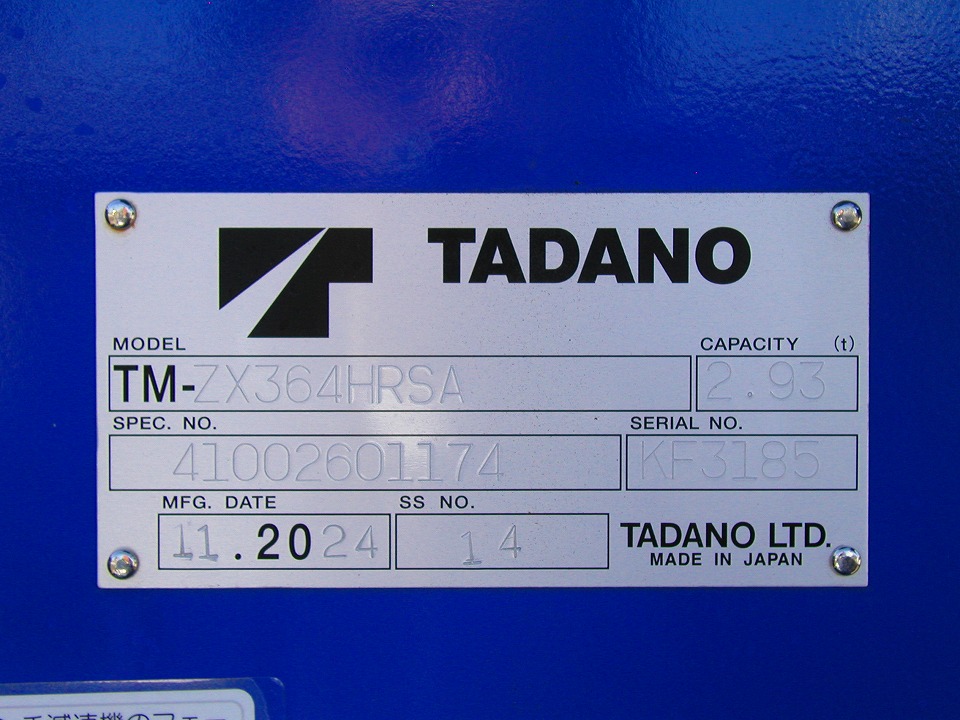 TADANO
MODEL
CAPACITY (t)
TM-ZX364HRSA
2.93
SPEC. NO.
SERIAL NO.
41002601174
KF3185
MFG. DATE
SS NO.
11.2024
14
TADANO LTD.
MADE IN JAPAN